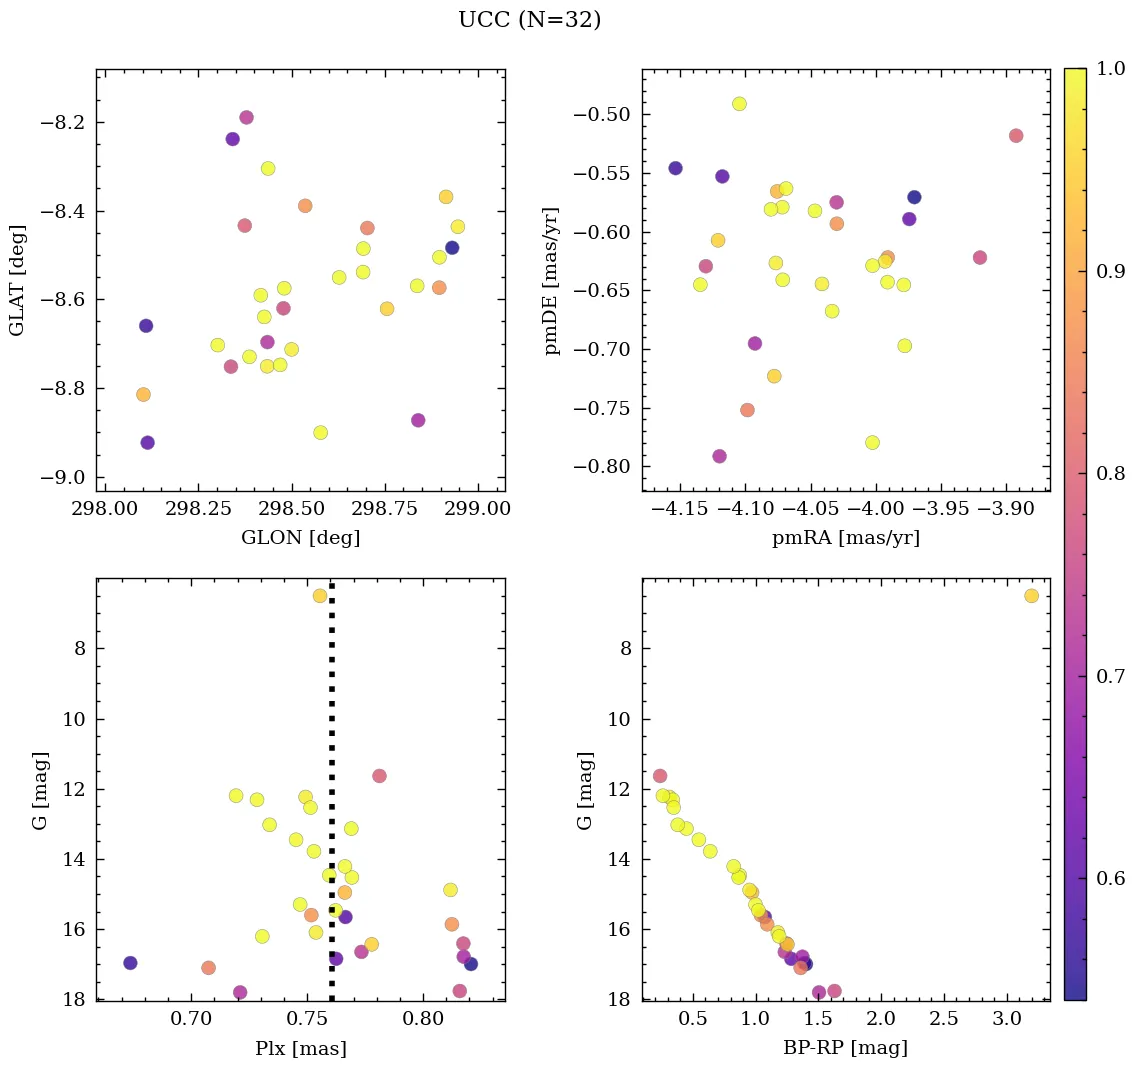 UCC (N=32)
−8.2
−8.4
−8.6
−8.8
−9.0
GLAT [deg]
298.00 298.25 298.50 298.75 299.00
GLON [deg]
−0.50
−0.55
−0.60
−0.65
−0.70
−0.75
−0.80
pmDE [mas/yr]
−4.15 −4.10 −4.05 −4.00 −3.95 −3.90
pmRA [mas/yr]
1.0
0.9
0.8
0.7
0.6
8
10
12
14
16
18
G [mag]
0.70 0.75 0.80
Plx [mas]
8
10
12
14
16
18
G [mag]
0.5 1.0 1.5 2.0 2.5 3.0
BP-RP [mag]